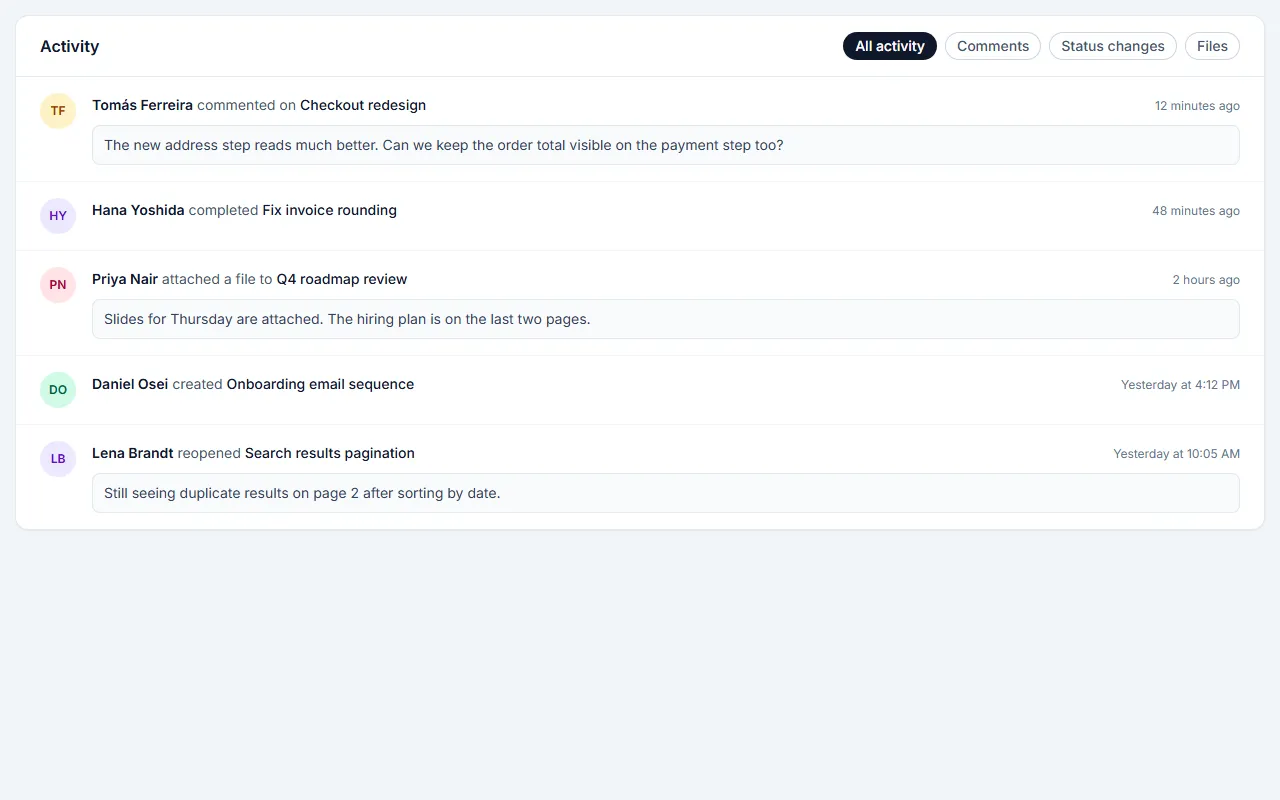 Activity
All activity
Comments
Status changes
Files
TF
Tomás Ferreira commented on Checkout redesign
12 minutes ago
The new address step reads much better. Can we keep the order total visible on the payment step too?
HY
Hana Yoshida completed Fix invoice rounding
48 minutes ago
PN
Priya Nair attached a file to Q4 roadmap review
2 hours ago
Slides for Thursday are attached. The hiring plan is on the last two pages.
DO
Daniel Osei created Onboarding email sequence
Yesterday at 4:12 PM
LB
Lena Brandt reopened Search results pagination
Yesterday at 10:05 AM
Still seeing duplicate results on page 2 after sorting by date.